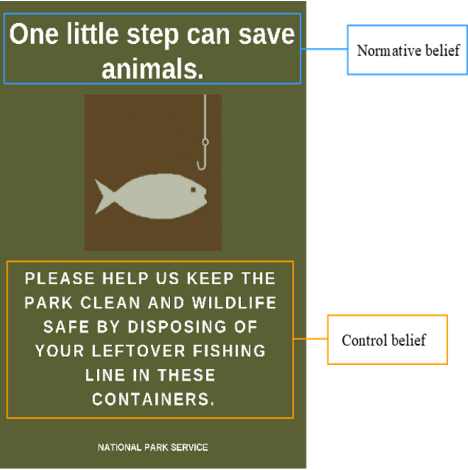 One little step can save
animals.
Normative belief
PLEASE HELP US KEEP THE
PARK CLEAN AND WILDLIFE
SAFE BY DISPOSING OF
YOUR LEFTOVER FISHING
LINE IN THESE
CONTAINERS.
Control belief
NATIONAL PARK SERVICE